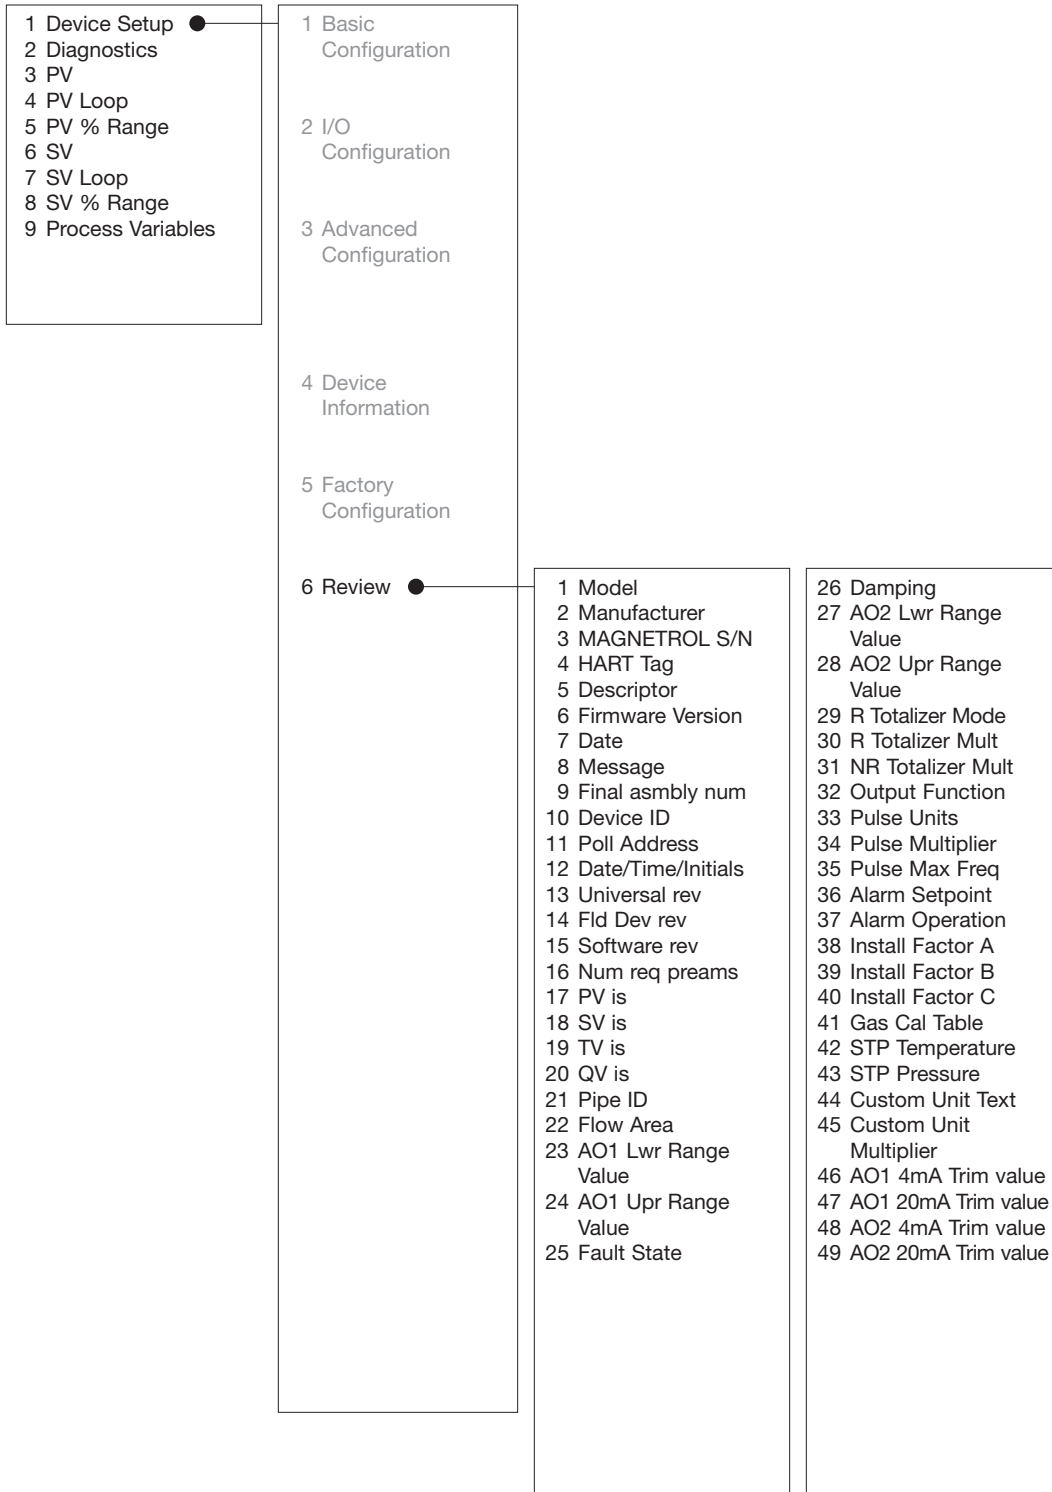 1 Device Setup
2 Diagnostics
3 PV
4 PV Loop
5 PV % Range
6 SV
7 SV Loop
8 SV % Range
9 Process Variables
1 Basic
Configuration
2 I/O
Configuration
3 Advanced
Configuration
4 Device
Information
5 Factory
Configuration
6 Review
1 Model
2 Manufacturer
3 MAGNETROL S/N
4 HART Tag
5 Descriptor
6 Firmware Version
7 Date
8 Message
9 Final asmbly num
10 Device ID
11 Poll Address
12 Date/Time/Initials
13 Universal rev
14 Fld Dev rev
15 Software rev
16 Num req preams
17 PV is
18 SV is
19 TV is
20 QV is
21 Pipe ID
22 Flow Area
23 AO1 Lwr Range
Value
24 AO1 Upr Range
Value
25 Fault State
26 Damping
27 AO2 Lwr Range
Value
28 AO2 Upr Range
Value
29 R Totalizer Mode
30 R Totalizer Mult
31 NR Totalizer Mult
32 Output Function
33 Pulse Units
34 Pulse Multiplier
35 Pulse Max Freq
36 Alarm Setpoint
37 Alarm Operation
38 Install Factor A
39 Install Factor B
40 Install Factor C
41 Gas Cal Table
42 STP Temperature
43 STP Pressure
44 Custom Unit Text
45 Custom Unit
Multiplier
46 AO1 4mA Trim value
47 AO1 20mA Trim value
48 AO2 4mA Trim value
49 AO2 20mA Trim value